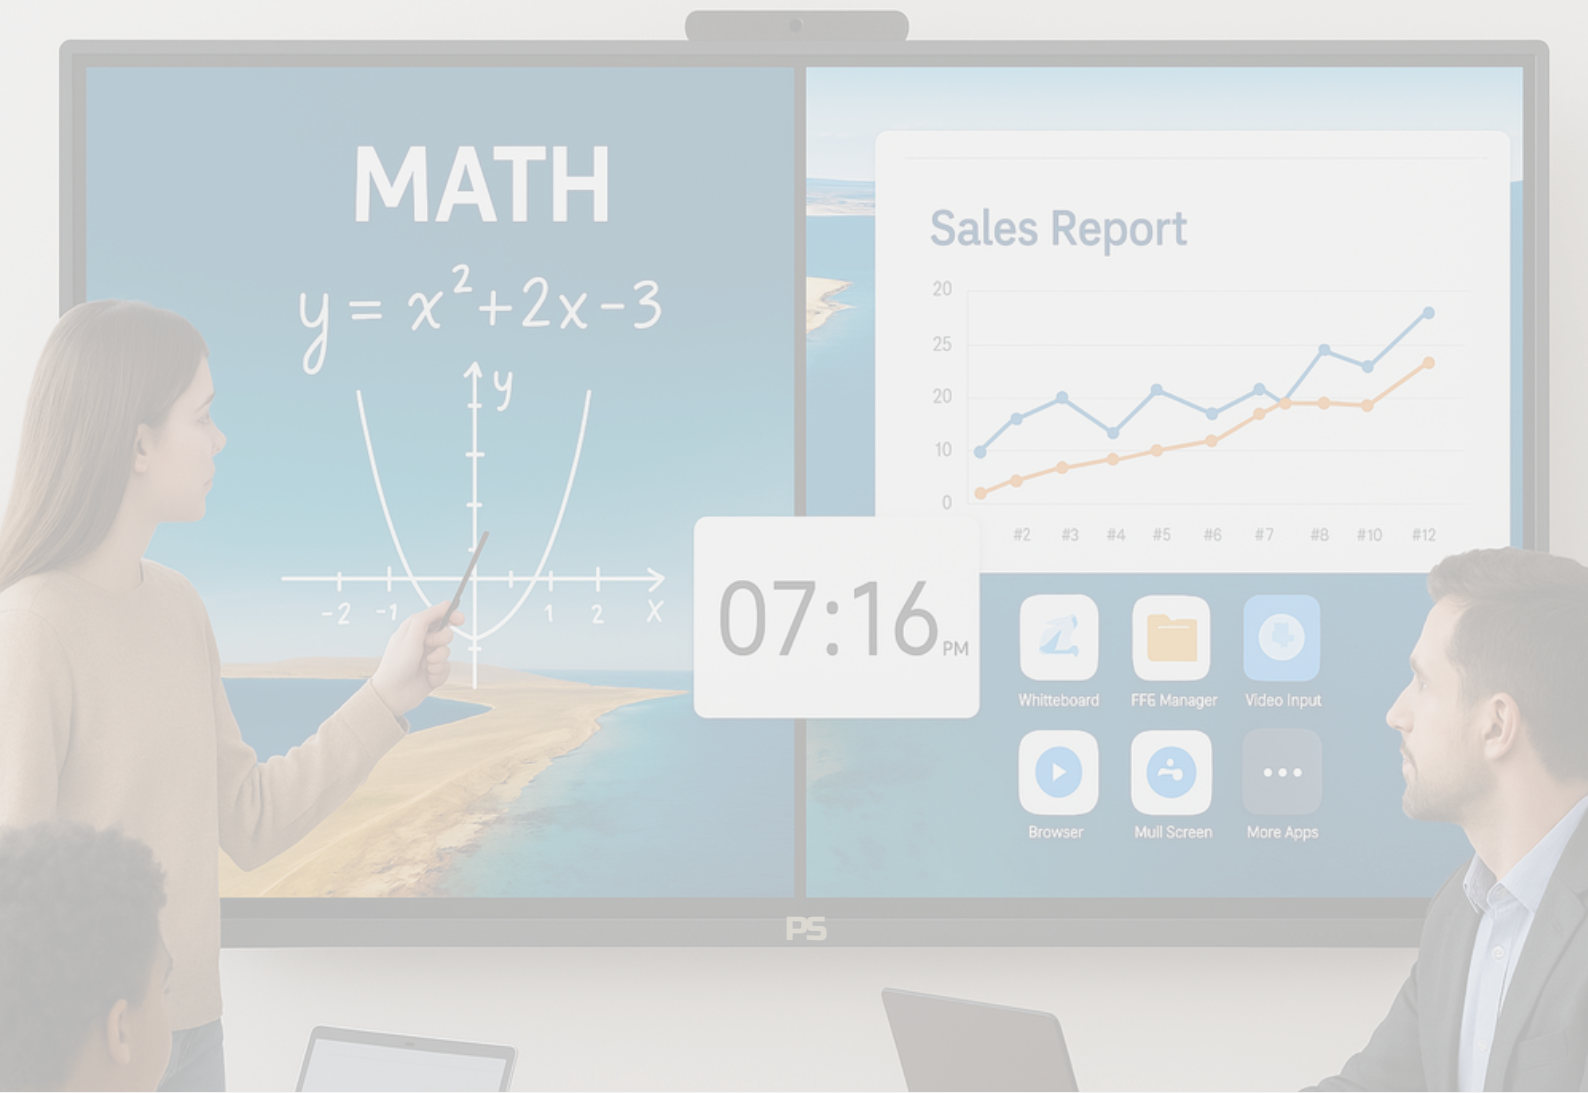 MATH
y = x²+2x-3
y
-2 -1 1 2 X
Sales Report
20
25
20
10
0
#2 #3 #4 #5 #6 #7 #8 #10 #12
07:16 PM
Whitteboard FFE Manager Video Input
Browser Mull Screen More Apps
PS